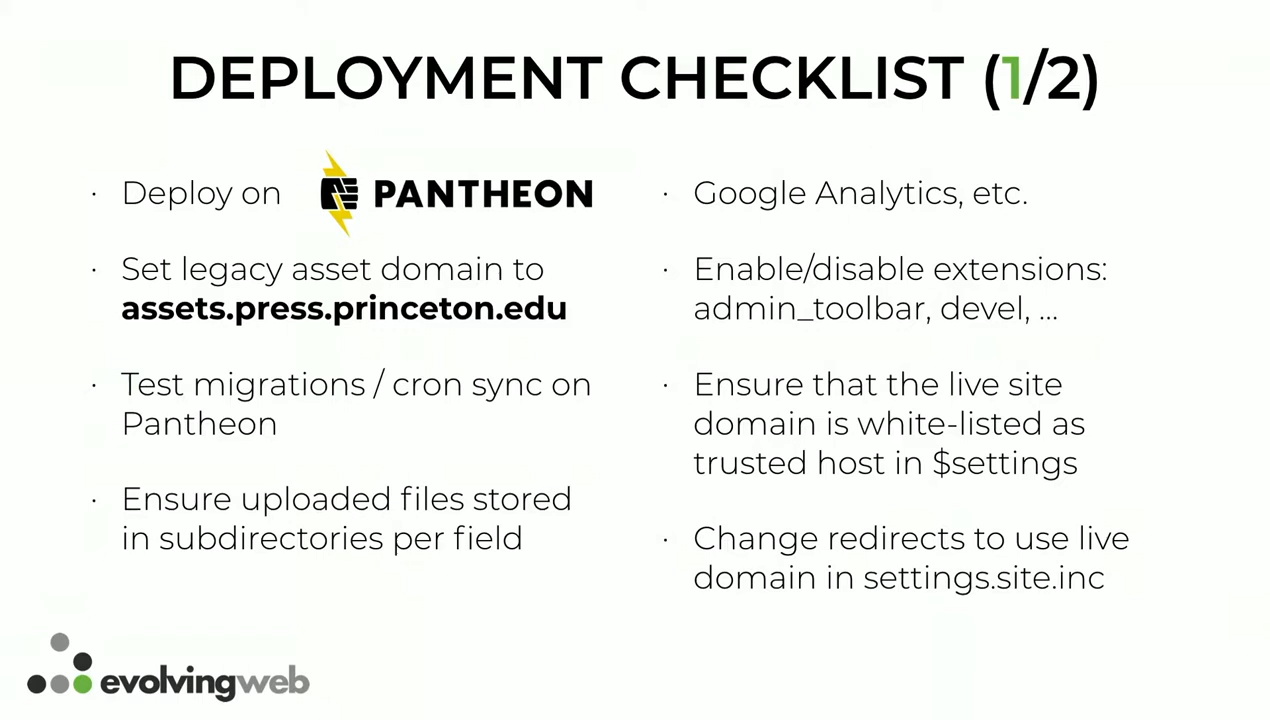 DEPLOYMENT CHECKLIST (1/2)
· Deploy on PANTHEON
· Set legacy asset domain to
assets.press.princeton.edu
· Test migrations / cron sync on
Pantheon
· Ensure uploaded files stored
in subdirectories per field
· Google Analytics, etc.
· Enable/disable extensions:
admin_toolbar, devel, ...
· Ensure that the live site
domain is white-listed as
trusted host in $settings
· Change redirects to use live
domain in settings.site.inc
evolvingweb